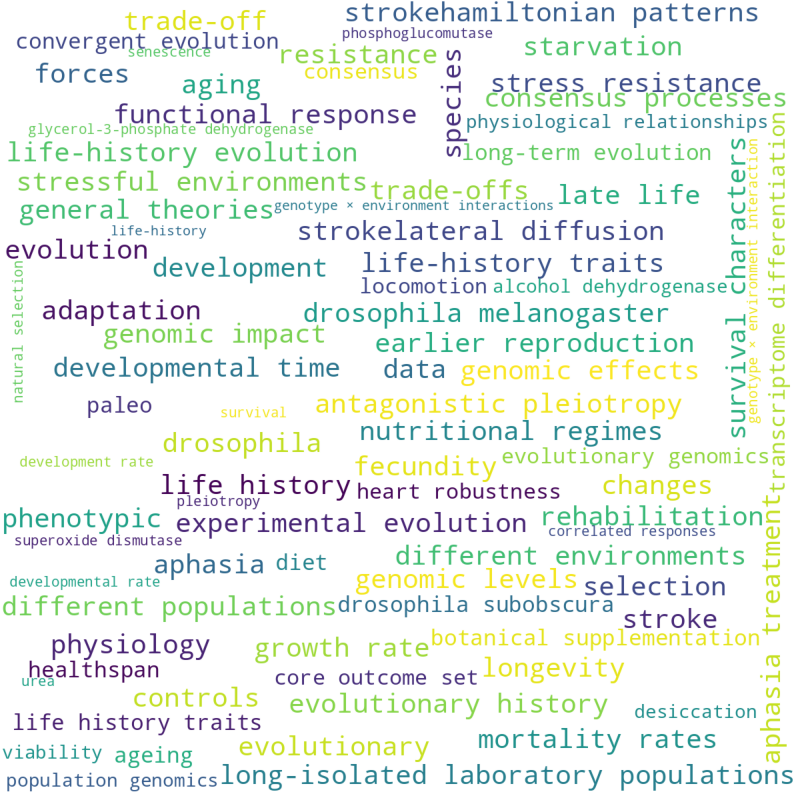 trade-off
strokehamiltonian patterns
phosphoglucomutase
convergent evolution
senescence
resistance
starvation
forces
consensus
aging
stress resistance
species
consensus processes
functional response
physiological relationships
glycerol-3-phosphate dehydrogenase
life-history evolution
long-term evolution
stressful environments
trade-offs
late life
general theories
genotype × environment interactions
survival characters
genotype × environment interaction
transcriptome differentiation
life-history
strokelateral diffusion
evolution
development
life-history traits
locomotion
alcohol dehydrogenase
natural selection
adaptation
drosophila melanogaster
genomic impact
earlier reproduction
developmental time
data
genomic effects
paleo
survival
antagonistic pleiotropy
drosophila
nutritional regimes
development rate
fecundity
evolutionary genomics
life history
heart robustness
changes
pleiotropy
phenotypic
experimental evolution
rehabilitation
superoxide dismutase
correlated responses
aphasia
diet
different environments
aphasia treatment
developmental rate
genomic levels
selection
different populations
drosophila subobscura
stroke
physiology
growth rate
botanical supplementation
healthspan
urea
core outcome set
longevity
controls
evolutionary history
desiccation
life history traits
viability
ageing
evolutionary
mortality rates
population genomics
long-isolated laboratory populations